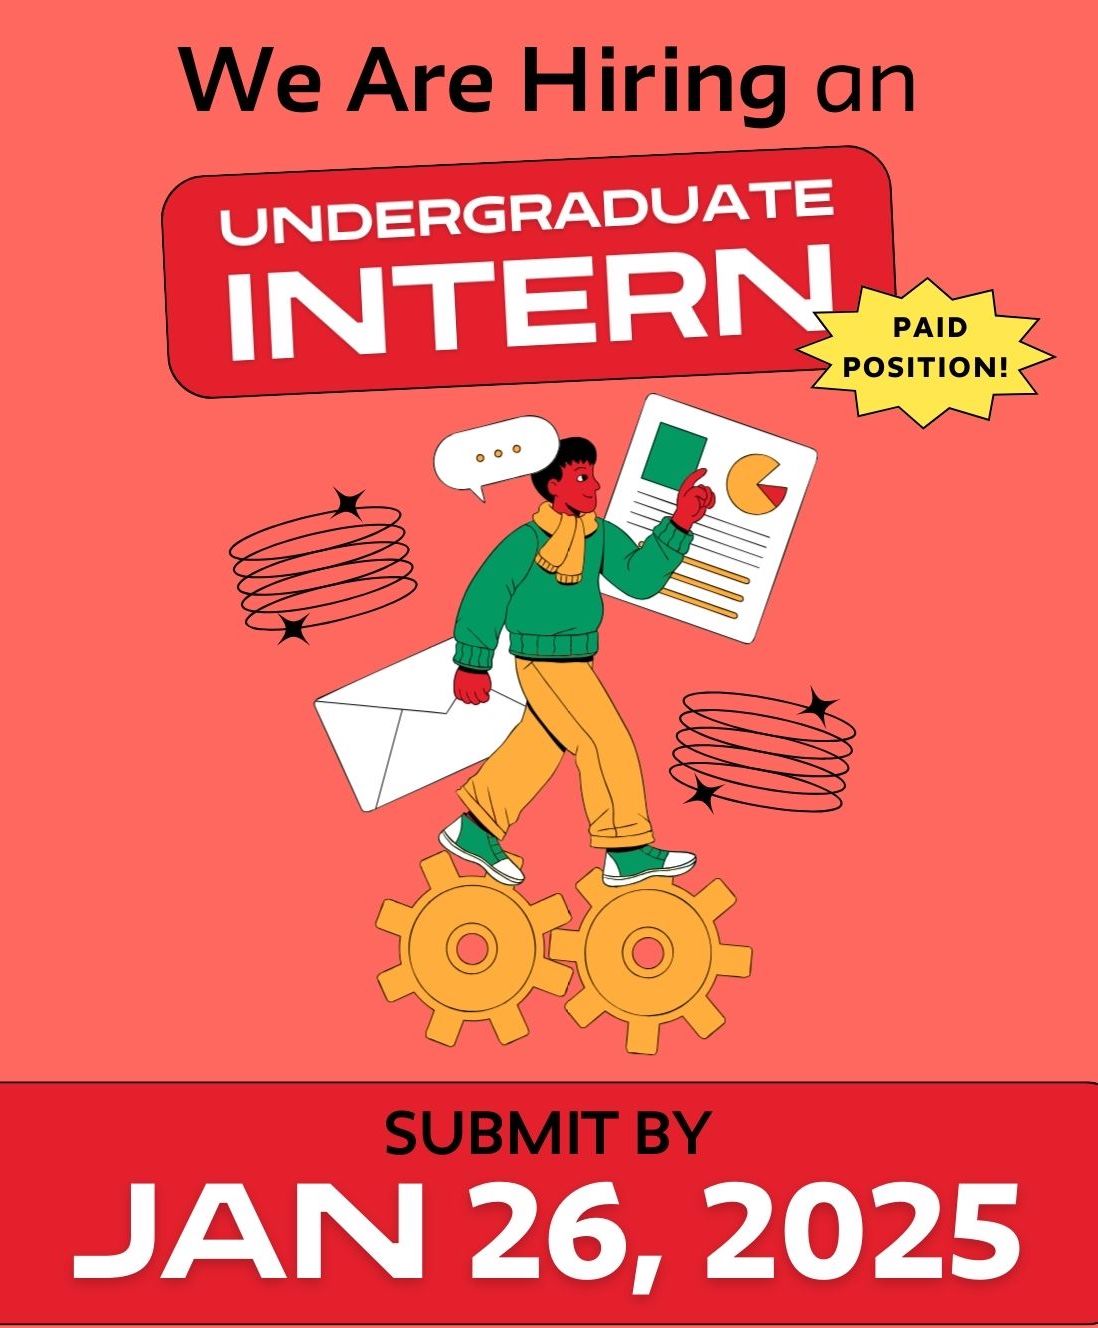 We Are Hiring an
UNDERGRADUATE
INTERN
PAID
POSITION!
SUBMIT BY
JAN 26, 2025